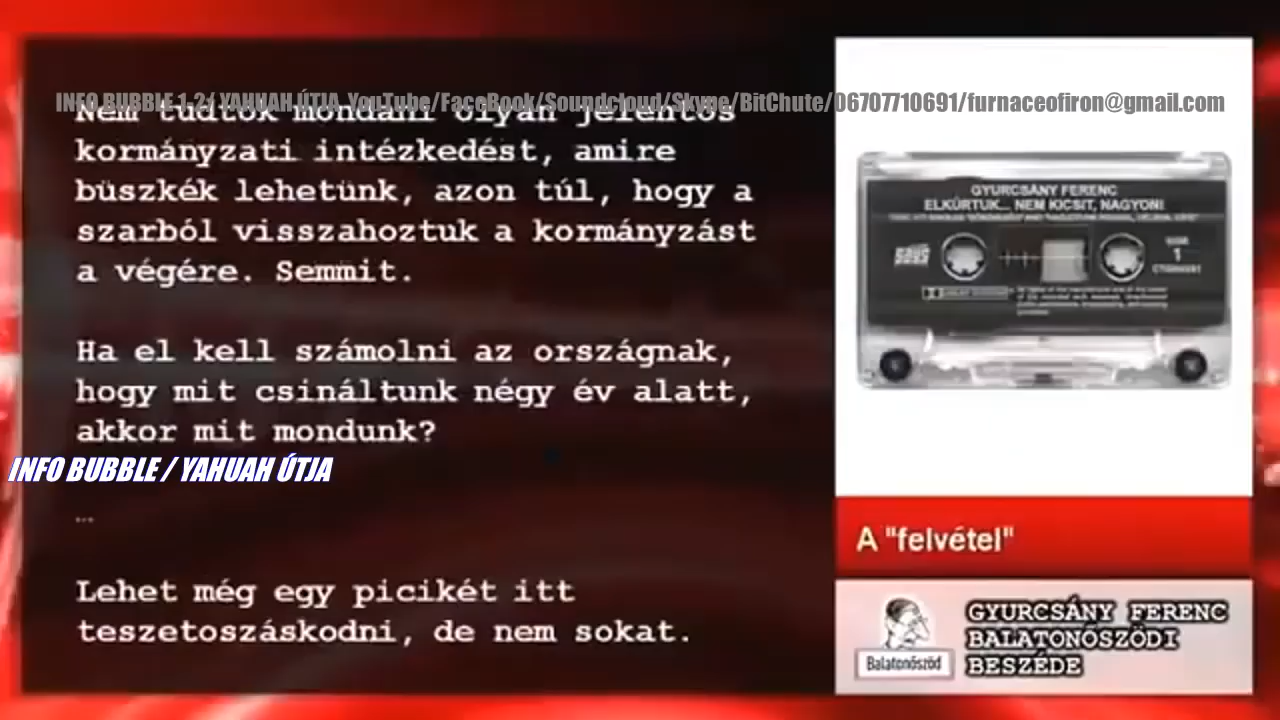 INFO BUBBLE 1-2/ YAHUAH ÚTJA YouTube/FaceBook/Soundcloud/Skype/BitChute/06707710691/furnaceofiron@gmail.com
Nem tudtok mondani olyan jelentős
kormányzati intézkedést, amire
büszkék lehetünk, azon túl, hogy a
szarból visszahoztuk a kormányzást
a végére. Semmit.
Ha el kell számolni az országnak,
hogy mit csináltunk négy év alatt,
akkor mit mondunk?
INFO BUBBLE / YAHUAH ÚTJA
...
Lehet még egy picikét itt
teszetoszáskodni, de nem sokat.
GYURCSÁNY FERENC
ELKÚRTUK... NEM KICSIT, NAGYON!
1
A "felvétel"
Balatonőszöd
GYURCSÁNY FERENC
BALATONŐSZÖDI
BESZÉDE